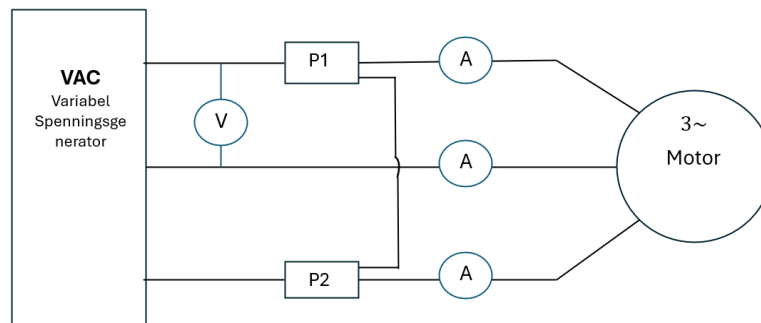 VAC
Variabel
Spenningsge
nerator
P1
A
V
3~
Motor
A
P2
A